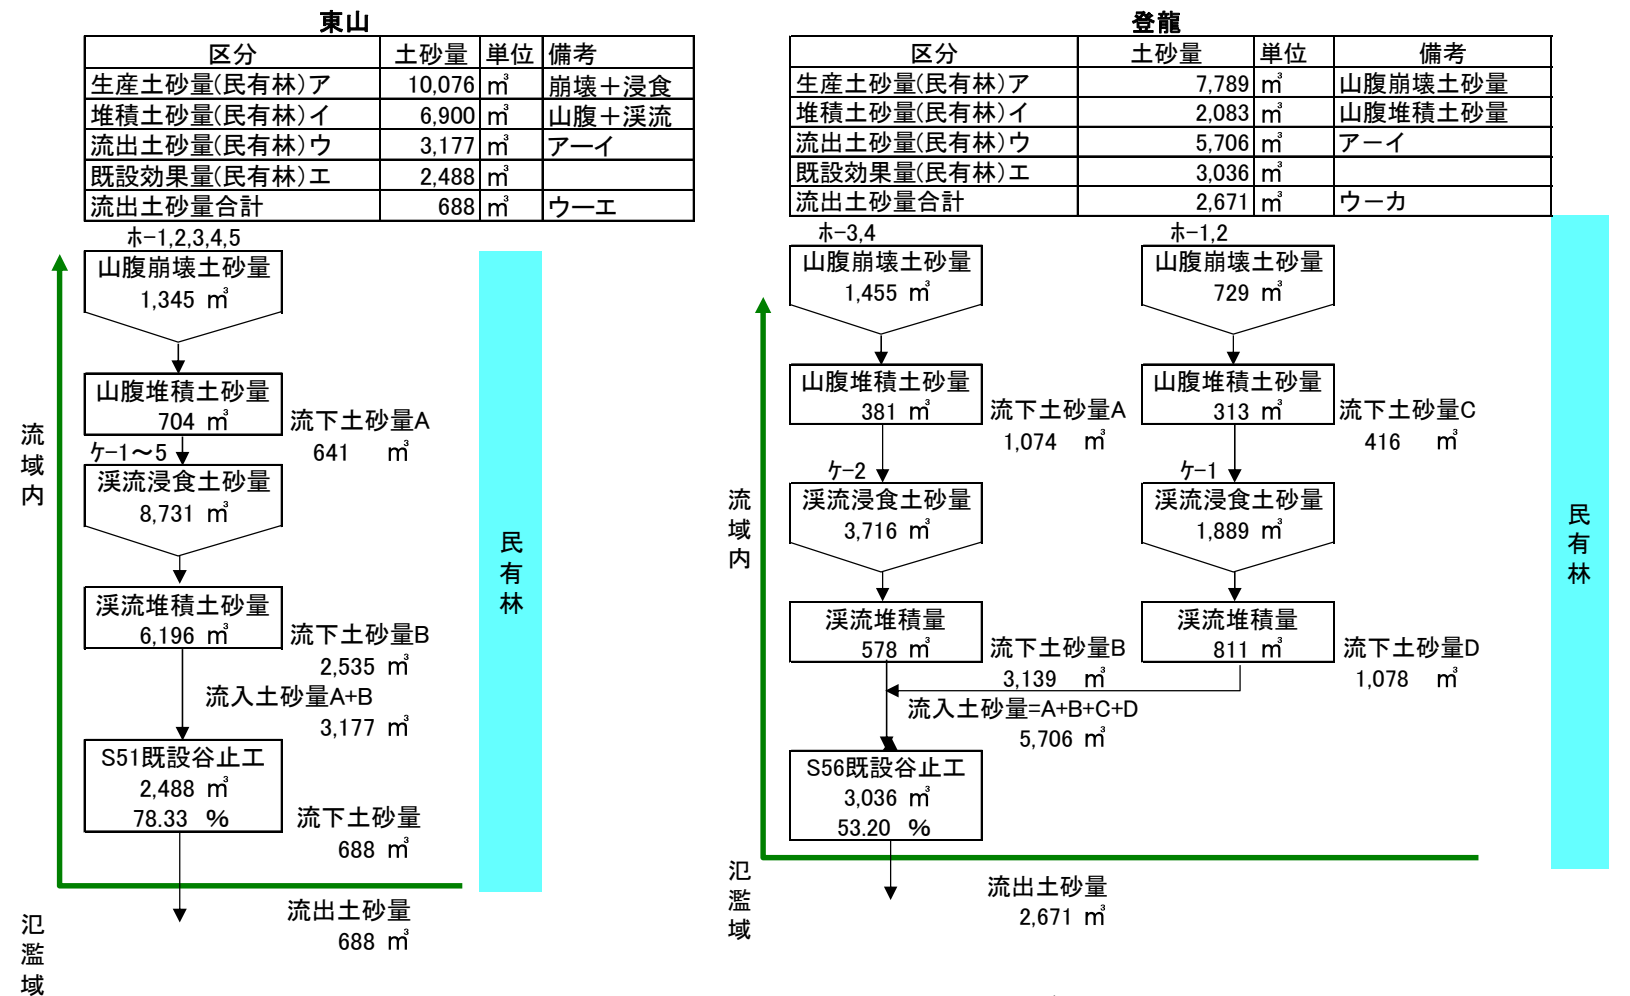 東山
区分 土砂量 単位 備考
生産土砂量(民有林)ア 10,076 ㎥ 崩壊＋浸食
堆積土砂量(民有林)イ 6,900 ㎥ 山腹＋渓流
流出土砂量(民有林)ウ 3,177 ㎥ アーイ
既設効果量(民有林)エ 2,488 ㎥
流出土砂量合計 688 ㎥ ウーエ
ホ-1,2,3,4,5
山腹崩壊土砂量
1,345 ㎥
山腹堆積土砂量
704 ㎥
流下土砂量A
641 ㎥
ｹ-1～5
渓流浸食土砂量
8,731 ㎥
渓流堆積土砂量
6,196 ㎥
流下土砂量B
2,535 ㎥
流入土砂量A+B
3,177 ㎥
S51既設谷止工
2,488 ㎥
78.33 %
流下土砂量
688 ㎥
流出土砂量
688 ㎥
流域内
氾濫域
民有林
登龍
区分 土砂量 単位 備考
生産土砂量(民有林)ア 7,789 ㎥ 山腹崩壊土砂量
堆積土砂量(民有林)イ 2,083 ㎥ 山腹堆積土砂量
流出土砂量(民有林)ウ 5,706 ㎥ アーイ
既設効果量(民有林)エ 3,036 ㎥
流出土砂量合計 2,671 ㎥ ウーカ
ホ-3,4
山腹崩壊土砂量
1,455 ㎥
山腹堆積土砂量
381 ㎥
流下土砂量A
1,074 ㎥
ｹ-2
渓流浸食土砂量
3,716 ㎥
渓流堆積量
578 ㎥
流下土砂量B
3,139 ㎥
ホ-1,2
山腹崩壊土砂量
729 ㎥
山腹堆積土砂量
313 ㎥
流下土砂量C
416 ㎥
ｹ-1
渓流浸食土砂量
1,889 ㎥
渓流堆積量
811 ㎥
流下土砂量D
1,078 ㎥
流入土砂量=A+B+C+D
5,706 ㎥
S56既設谷止工
3,036 ㎥
53.20 %
流出土砂量
2,671 ㎥
流域内
氾濫域
民有林